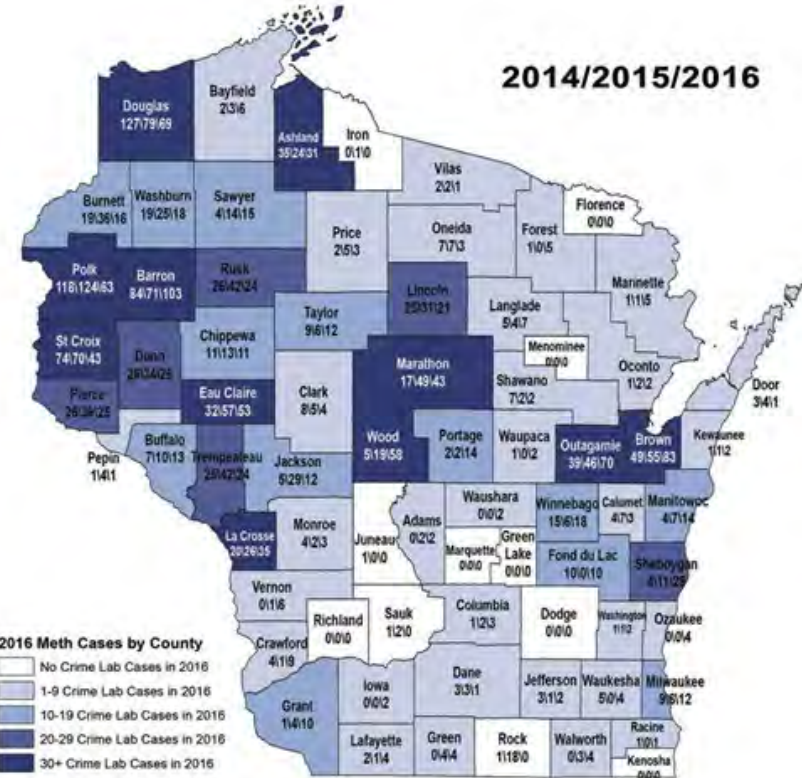 2014/2015/2016
Douglas
127\79\69
Bayfield
2\3\6
Ashland
35\24\31
Iron
0\1\0
Vilas
2\2\1
Florence
0\0\0
Burnett
19\36\16
Washburn
19\25\18
Sawyer
4\14\15
Price
2\5\3
Oneida
7\7\3
Forest
1\0\5
Marinette
1\1\5
Polk
118\124\63
Barron
84\71\103
Rusk
26\42\24
Lincoln
25\31\21
Langlade
5\4\7
Taylor
9\6\12
Chippewa
11\13\11
Menominee
0\0\0
Oconto
1\2\2
Door
3\4\1
St Croix
74\70\43
Dunn
Marathon
17\49\43
Shawano
7\2\2
Pierce
Eau Claire
32\57\53
Clark
8\5\4
Pepin
1\4\1
Buffalo
7\10\13
Trempealeau
25\42\24
Jackson
5\29\12
Wood
5\19\58
Portage
2\2\14
Waupaca
1\0\2
Outagamie
39\46\70
Brown
49\55\83
Kewaunee
1\1\2
La Crosse
20\26\35
Monroe
4\2\3
Juneau
1\0\0
Adams
0\2\2
Waushara
0\0\2
Marquette
0\0\0
Green
Lake
0\0\0
Winnebago
15\6\18
Calumet
4\7\3
Manitowoc
4\7\14
Fond du Lac
10\0\10
Sheboygan
Vernon
0\1\6
Crawford
4\1\9
Richland
0\0\0
Sauk
1\2\0
Columbia
1\2\3
Dodge
0\0\0
Washington
1\1\2
Ozaukee
0\0\4
Grant
1\4\10
Iowa
0\0\2
Dane
3\3\1
Jefferson
3\1\2
Waukesha
5\0\4
Milwaukee
9\6\12
Lafayette
2\1\4
Green
0\4\4
Rock
1\18\0
Walworth
0\3\4
Racine
1\0\1
Kenosha
0\0\0
2016 Meth Cases by County
No Crime Lab Cases in 2016
1-9 Crime Lab Cases in 2016
10-19 Crime Lab Cases in 2016
20-29 Crime Lab Cases in 2016
30+ Crime Lab Cases in 2016